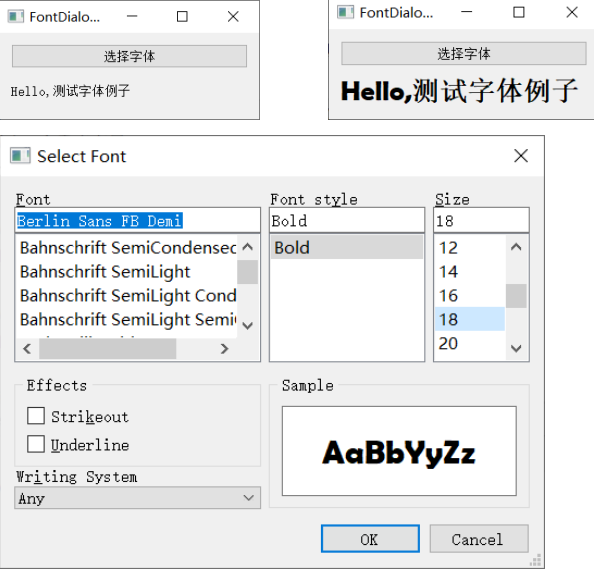 FontDialo...
选择字体
Hello,测试字体例子
FontDialo...
选择字体
Hello,测试字体例子
Select Font
Font
Berlin Sans FB Demi
Bahnschrift SemiCondensec
Bahnschrift SemiLight
Bahnschrift SemiLight Cond
Bahnschrift SemiLight Semi
Font style
Bold
Bold
Size
18
12
14
16
18
20
Effects
Strikeout
Underline
Sample
AaBbYyZz
Writing System
Any
OK
Cancel